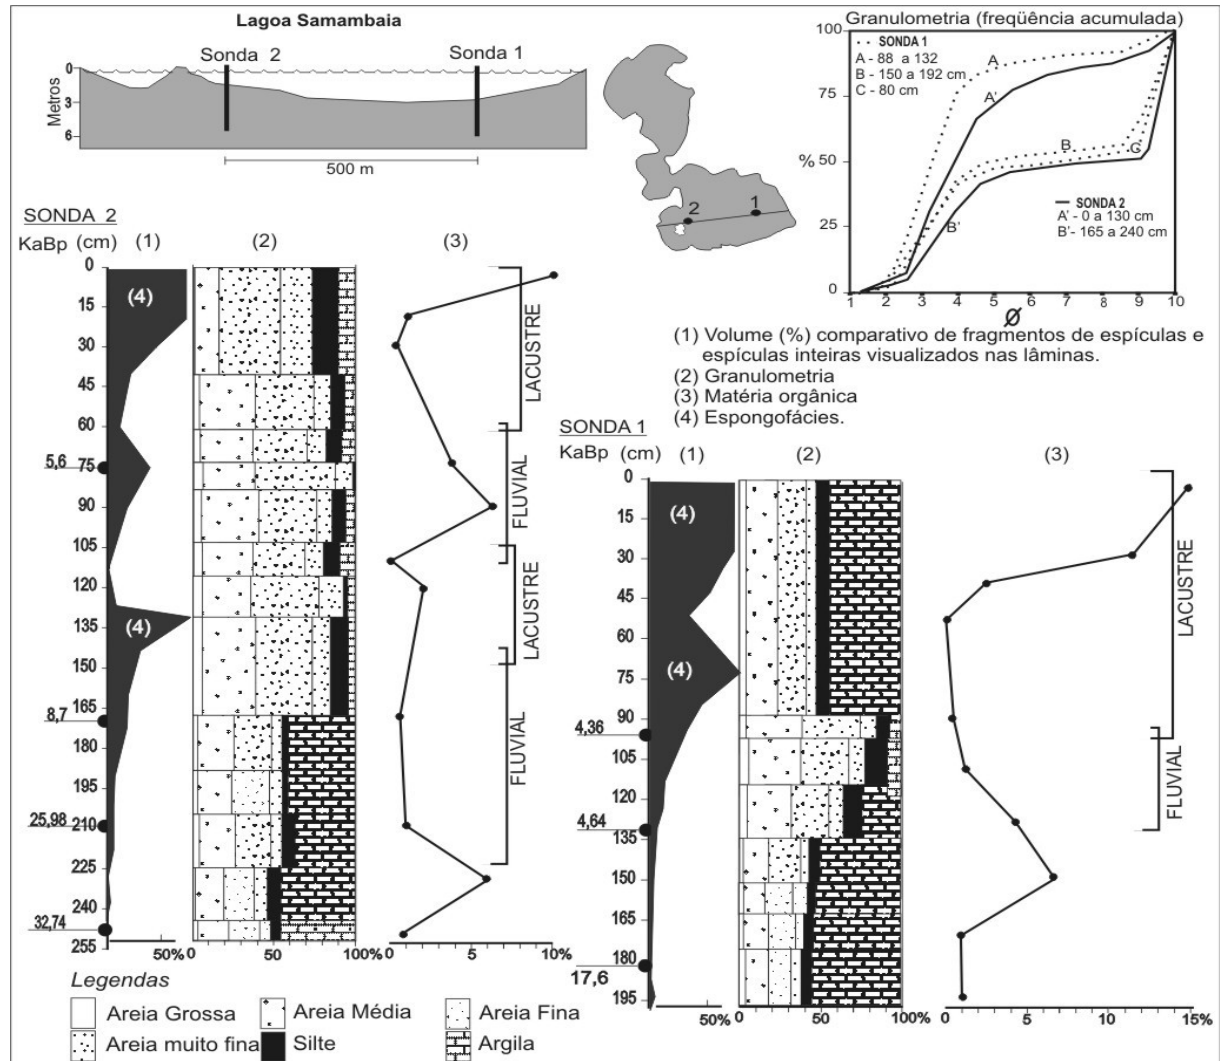 Lagoa Samambaia
Sonda 2
Sonda 1
Metros
0
3
6
500 m
2
1
Granulometria (freqüência acumulada)
SONDA 1
A - 88 a 132
B - 150 a 192 cm
C - 80 cm
A
A'
B
C
B'
SONDA 2
A' - 0 a 130 cm
B'- 165 a 240 cm
100
75
% 50
25
0
1 2 3 4 5 6 7 8 9 10
Ø
(1) Volume (%) comparativo de fragmentos de espículas e
espículas inteiras visualizados nas lâminas.
(2) Granulometria
(3) Matéria orgânica
(4) Espongofácies.
SONDA 2
KaBp (cm) (1) (2) (3)
0
15
30
45
60
75
90
105
120
135
150
165
180
195
210
225
240
255
5,6
8,7
25,98
32,74
(4)
(4)
50%
0 50 100%
0 5 10%
LACUSTRE
FLUVIAL
LACUSTRE
FLUVIAL
SONDA 1
KaBp (cm) (1) (2) (3)
0
15
30
45
60
75
90
105
120
135
150
165
180
195
4,36
4,64
17,6
(4)
(4)
50%
0 50 100%
0 5 10 15%
LACUSTRE
FLUVIAL
Legendas
Areia Grossa
Areia Média
Areia Fina
Areia muito fina
Silte
Argila